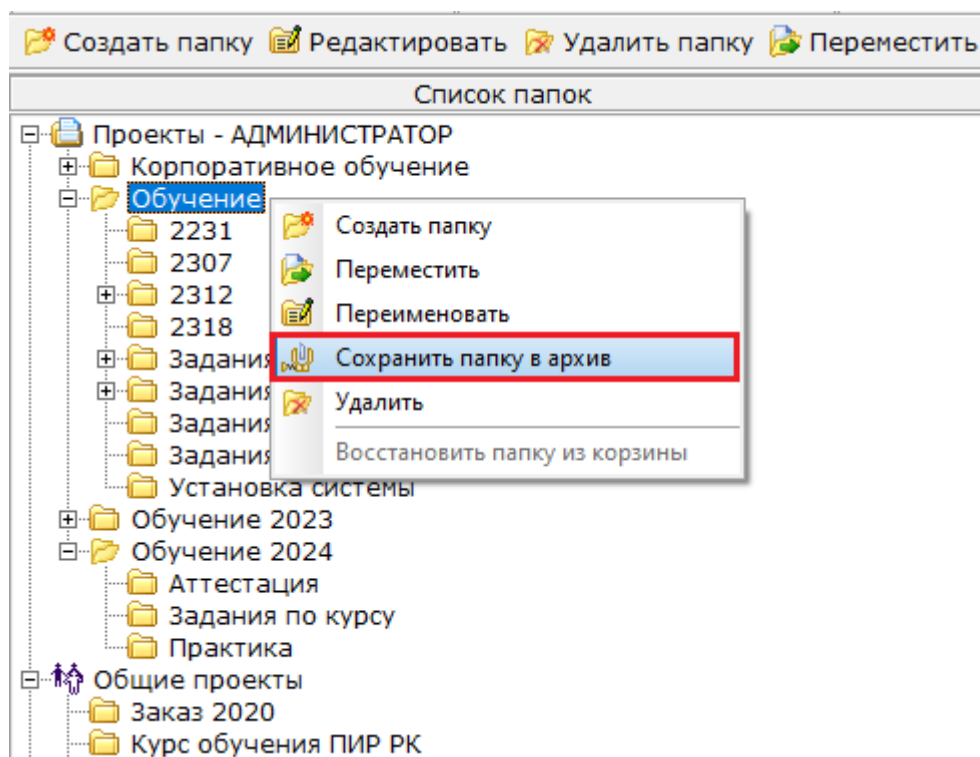 Создать папку Редактировать Удалить папку Переместить
Список папок
Проекты - АДМИНИСТРАТОР
Корпоративное обучение
Обучение
2231
2307
2312
2318
Задания
Задания
Задания
Задания
Установка системы
Создать папку
Переместить
Переименовать
Сохранить папку в архив
Удалить
Восстановить папку из корзины
Обучение 2023
Обучение 2024
Аттестация
Задания по курсу
Практика
Общие проекты
Заказ 2020
Курс обучения ПИР РК